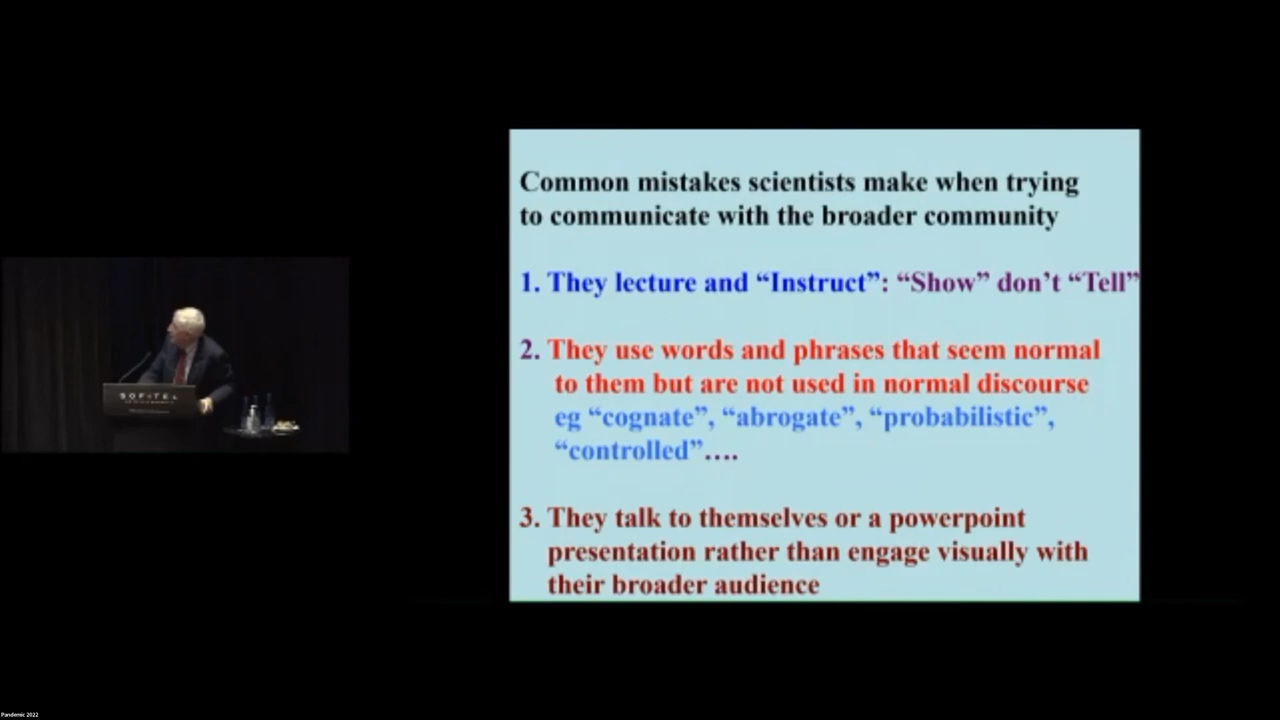 Common mistakes scientists make when trying
to communicate with the broader community
1. They lecture and “Instruct”: “Show” don’t “Tell”
2. They use words and phrases that seem normal
to them but are not used in normal discourse
eg “cognate”, “abrogate”, “probabilistic”,
“controlled”....
3. They talk to themselves or a powerpoint
presentation rather than engage visually with
their broader audience
SOFITEL
Pandemic 2022